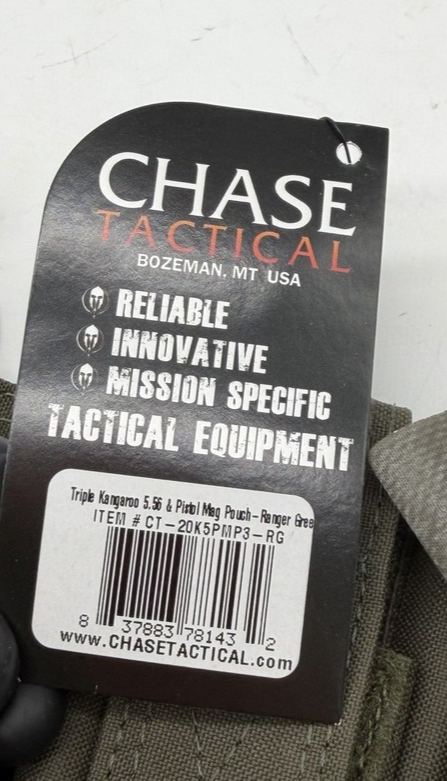 CHASE
TACTICAL
BOZEMAN, MT USA
RELIABLE
INNOVATIVE
MISSION SPECIFIC
TACTICAL EQUIPMENT
Triple Kangaroo 5.56 & Pistol Mag Pouch-Ranger Gree
ITEM # CT-20K5PMP3-RG
8 37883 78143 2
www.CHASETACTICAL.com